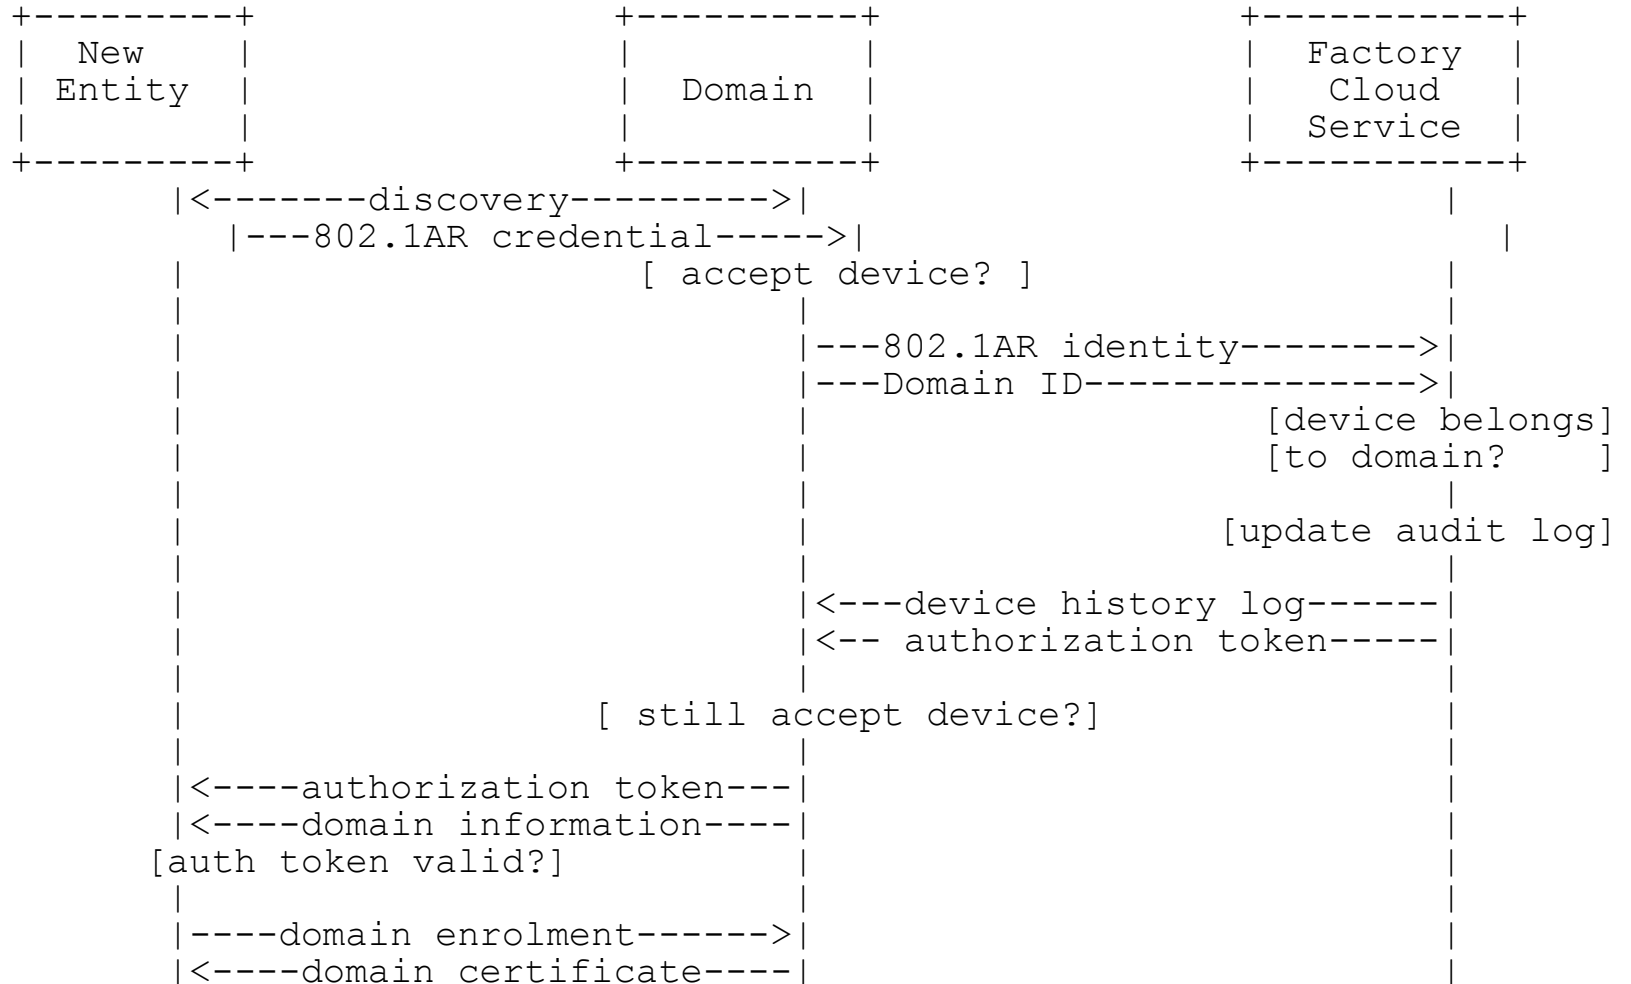 +---------+                 +----------+                +-----------+
|  New    |                 |          |                |  Factory  |
| Entity  |                 |  Domain  |                |   Cloud   |
|         |                 |          |                |  Service  |
+---------+                 +----------+                +-----------+
       |<-------discovery--------->|                             |
         |---802.1AR credential----->|                             |
       |                    [ accept device? ]                   |
       |                           |                             |
       |                           |---802.1AR identity-------->|
       |                           |---Domain ID--------------->|
       |                           |                    [device belongs]
       |                           |                    [to domain?    ]
       |                           |                             |
       |                           |                  [update audit log]
       |                           |                             |
       |                           |<---device history log------|
       |                           |<-- authorization token-----|
       |                           |                             |
       |                  [ still accept device?]                |
       |                           |                             |
       |<----authorization token---|                             |
       |<----domain information----|                             |
      [auth token valid?]          |                             |
       |                           |                             |
       |----domain enrolment------>|                             |
       |<----domain certificate----|                             |